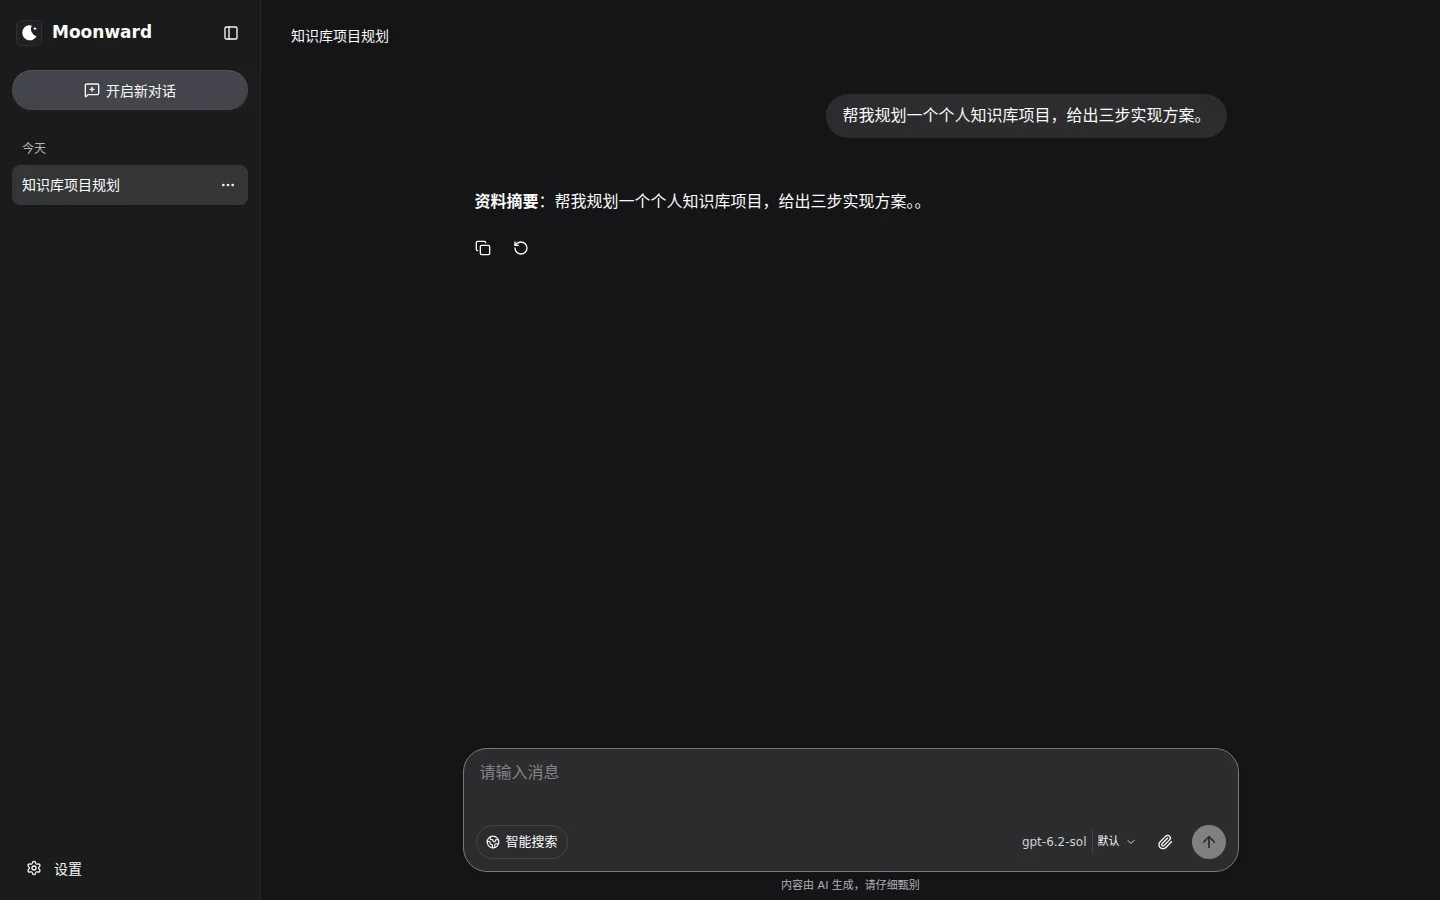 Moonward
开启新对话
今天
知识库项目规划
设置
知识库项目规划
帮我规划一个个人知识库项目，给出三步实现方案。
资料摘要：帮我规划一个个人知识库项目，给出三步实现方案。。
请输入消息
智能搜索
gpt-6.2-sol 默认
内容由 AI 生成，请仔细甄别